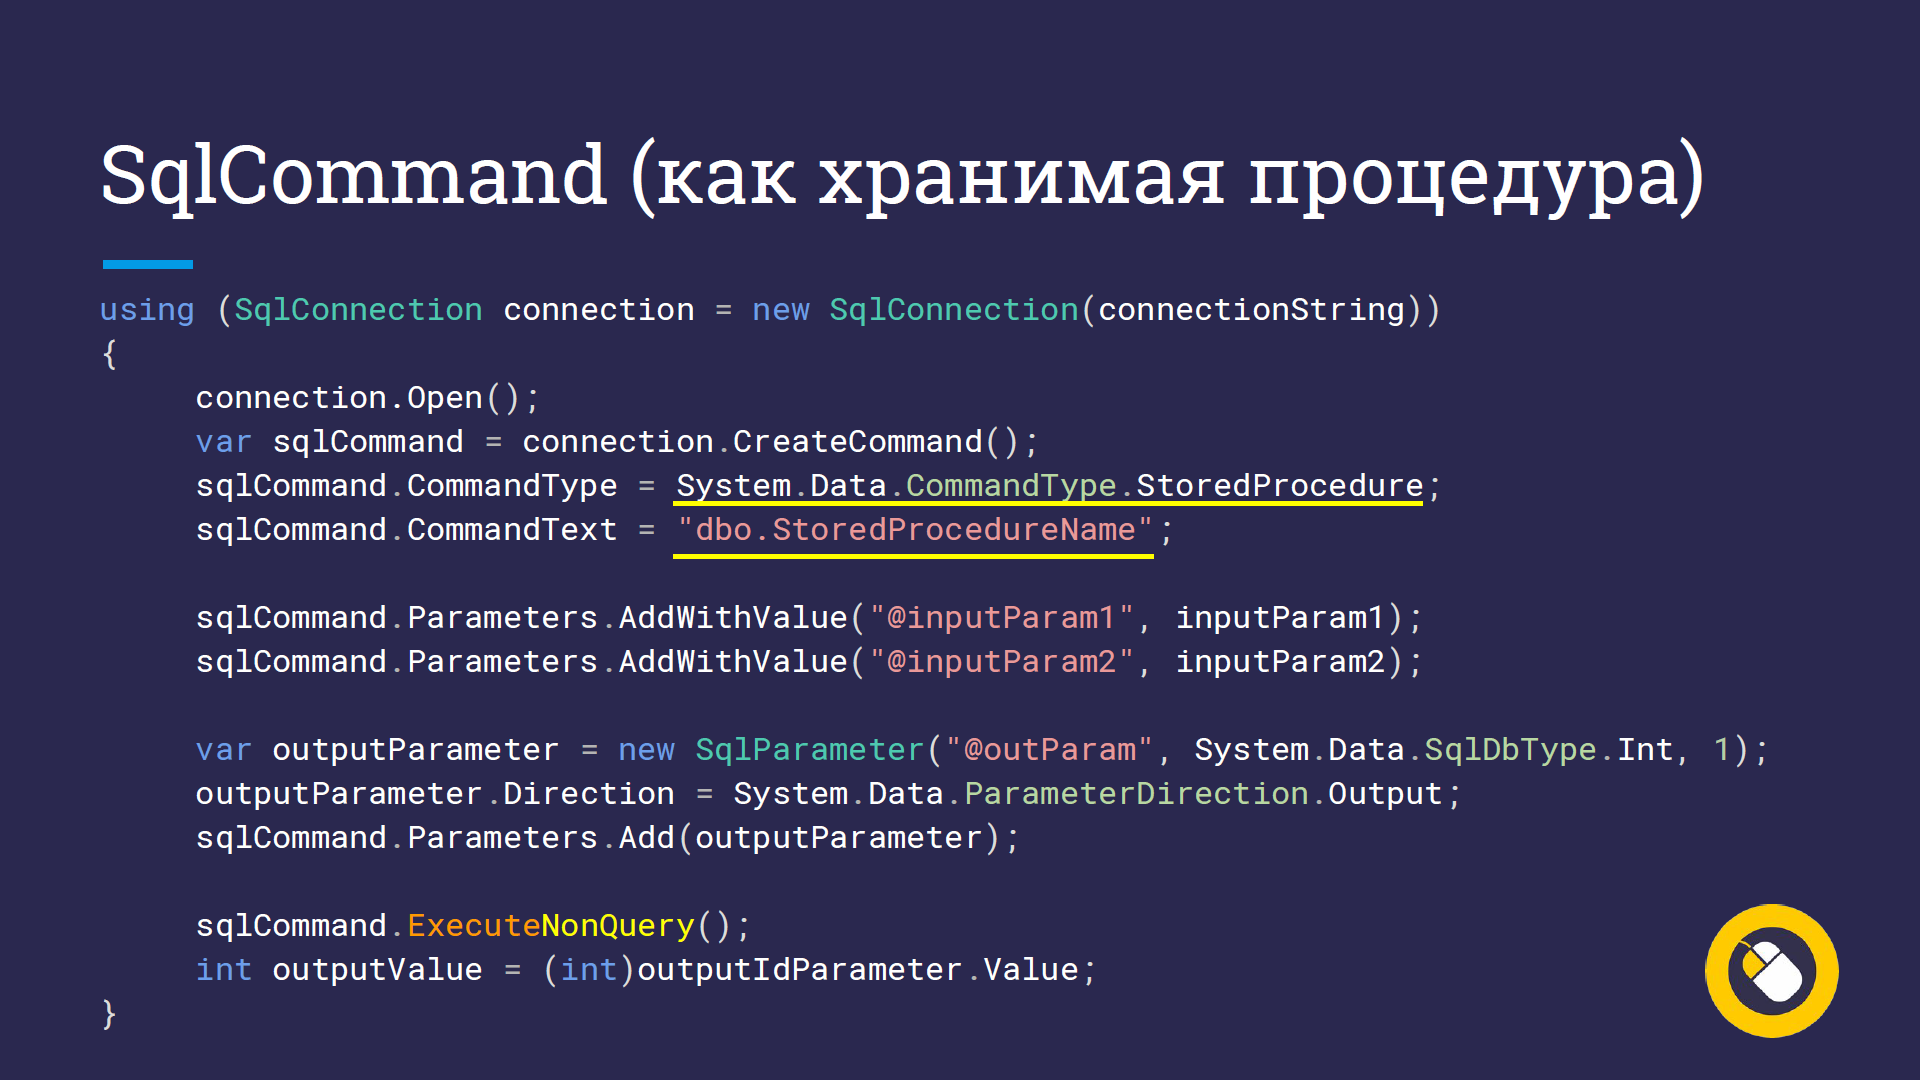 SqlCommand (как хранимая процедура)
using (SqlConnection connection = new SqlConnection(connectionString))
{
connection.Open();
var sqlCommand = connection.CreateCommand();
sqlCommand.CommandType = System.Data.CommandType.StoredProcedure;
sqlCommand.CommandText = "dbo.StoredProcedureName";
sqlCommand.Parameters.AddWithValue("@inputParam1", inputParam1);
sqlCommand.Parameters.AddWithValue("@inputParam2", inputParam2);
var outputParameter = new SqlParameter("@outParam", System.Data.SqlDbType.Int, 1);
outputParameter.Direction = System.Data.ParameterDirection.Output;
sqlCommand.Parameters.Add(outputParameter);
sqlCommand.ExecuteNonQuery();
int outputValue = (int)outputIdParameter.Value;
}